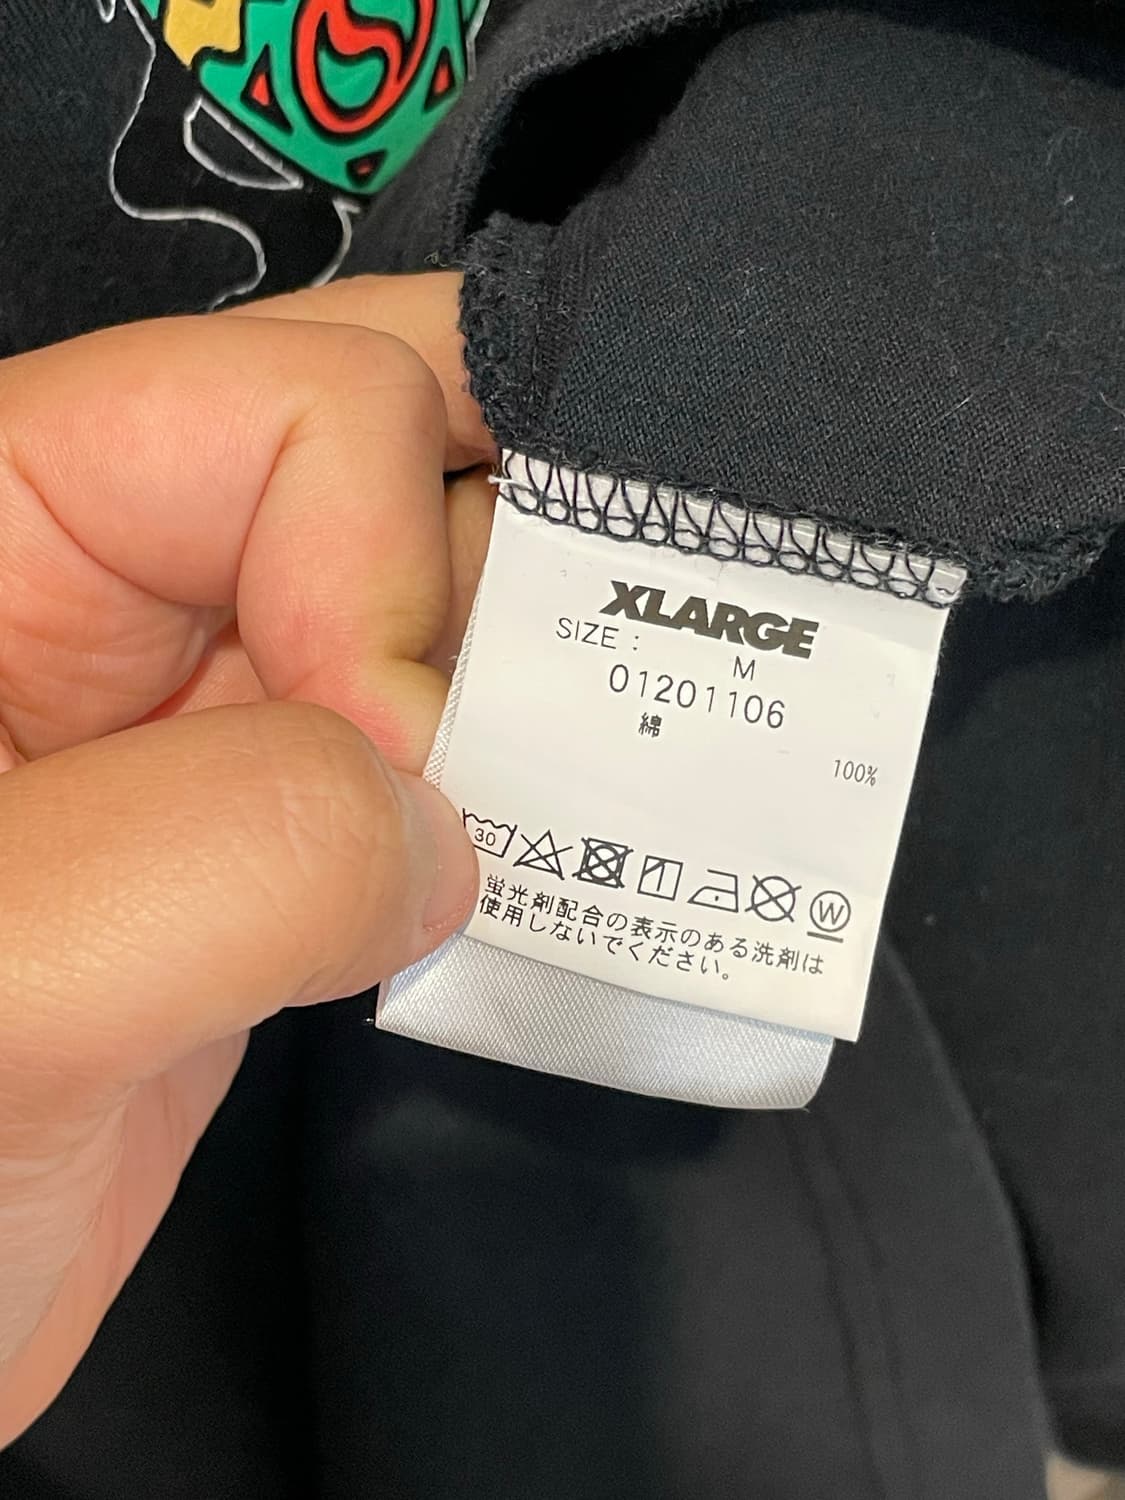 XLARGE
SIZE :
M
01201106
綿
100%
30
W
蛍光剤配合の表示のある洗剤は
使用しないでください。